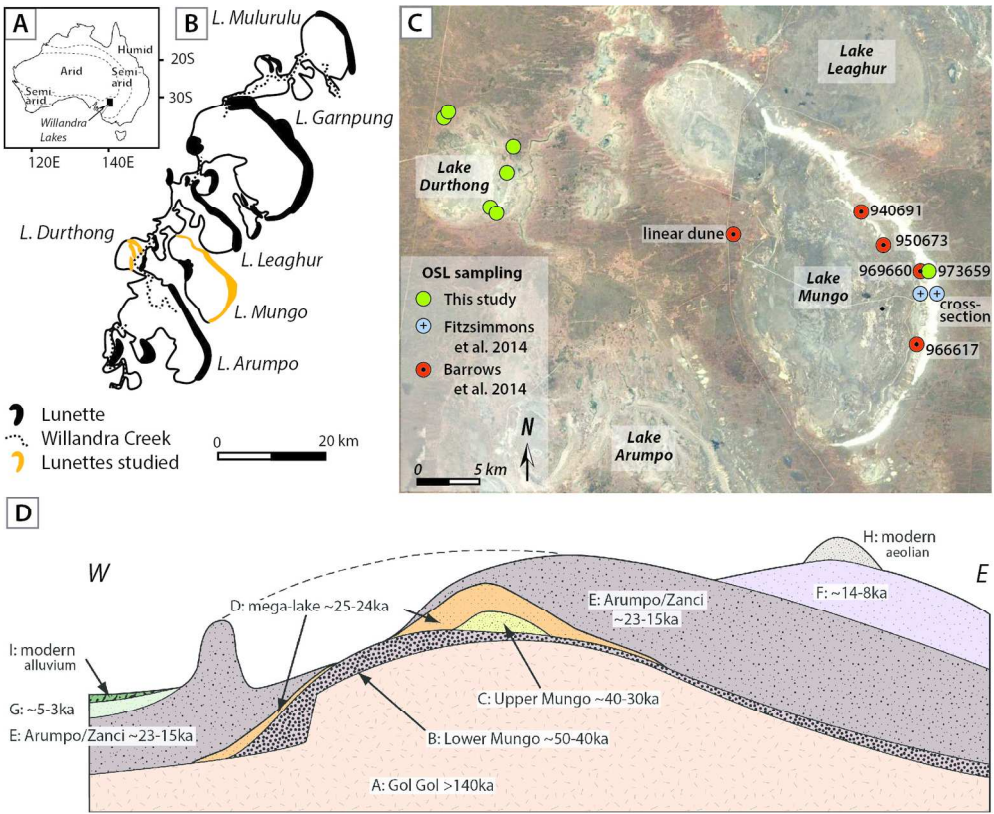 A
Humid
20S
Arid
Semi-
arid
Semi
arid
30S
Willandra
Lakes
120E
140E
B
L. Mulurulu
L. Garnpung
L. Durthong
L. Leaghur
L. Mungo
L. Arumpo
Lunette
Willandra Creek
Lunettes studied
0
20 km
C
Lake
Leaghur
Lake
Durthong
940691
linear dune
950673
OSL sampling
Lake
Mungo
969660
973659
This study
cross-
section
Fitzsimmons
et al. 2014
966617
Barrows
et al. 2014
N
Lake
Arumpo
0
5 km
D
W
E
H: modern
aeolian
D: mega-lake ~25-24ka
E: Arumpo/Zanci
~23-15ka
F: ~14-8ka
I: modern
alluvium
G: ~5-3ka
C: Upper Mungo ~40-30ka
E: Arumpo/Zanci ~23-15ka
B: Lower Mungo ~50-40ka
A: Gol Gol >140ka